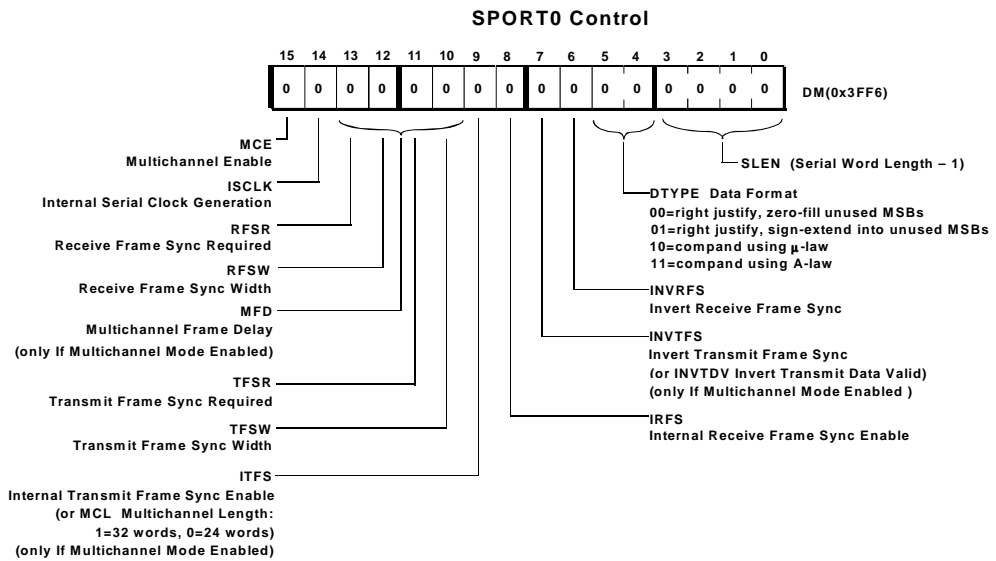 SPORT0 Control
15 14 13 12 11 10 9 8 7 6 5 4 3 2 1 0
0 0 0 0 0 0 0 0 0 0 0 0 0 0 0 0
DM(0x3FF6)
MCE
Multichannel Enable
ISCLK
Internal Serial Clock Generation
RFSR
Receive Frame Sync Required
RFSW
Receive Frame Sync Width
MFD
Multichannel Frame Delay
(only If Multichannel Mode Enabled)
TFSR
Transmit Frame Sync Required
TFSW
Transmit Frame Sync Width
ITFS
Internal Transmit Frame Sync Enable
(or MCL Multichannel Length:
1=32 words, 0=24 words)
(only If Multichannel Mode Enabled)
SLEN (Serial Word Length – 1)
DTYPE Data Format
00=right justify, zero-fill unused MSBs
01=right justify, sign-extend into unused MSBs
10=compand using μ-law
11=compand using A-law
INVRFS
Invert Receive Frame Sync
INVTFS
Invert Transmit Frame Sync
(or INVTDV Invert Transmit Data Valid)
(only If Multichannel Mode Enabled )
IRFS
Internal Receive Frame Sync Enable